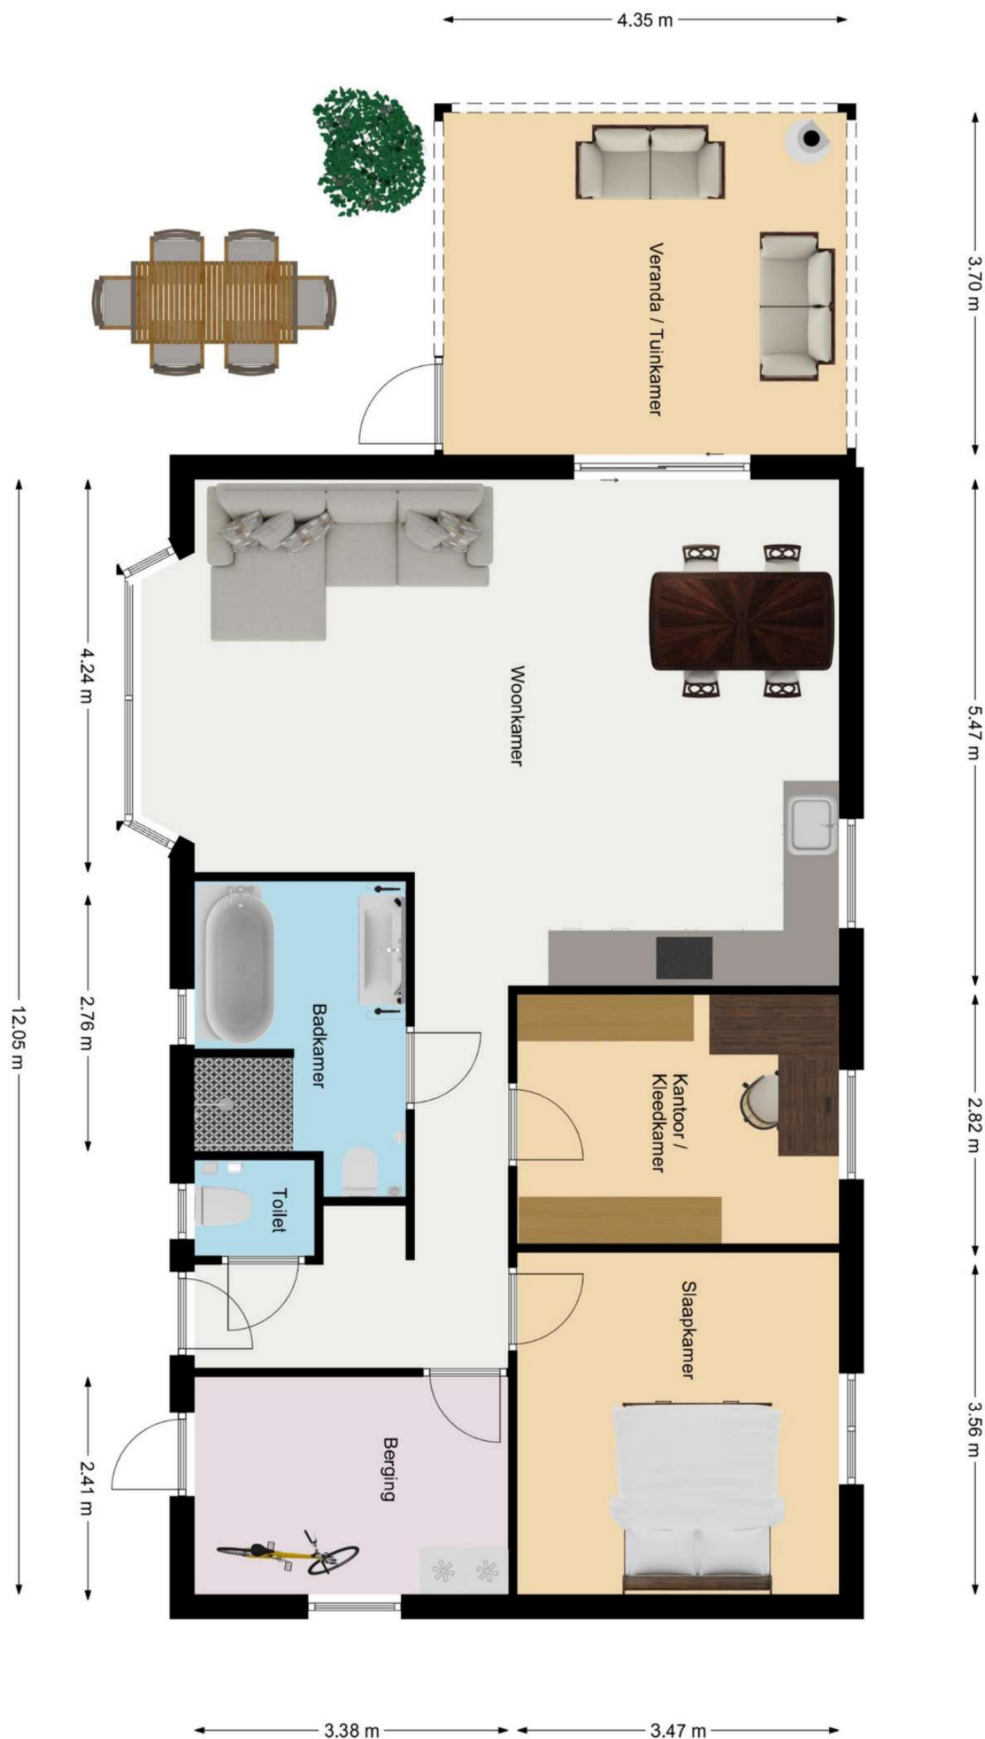 4.35 m
3.70 m
Veranda / Tuinkamer
4.24 m
12.05 m
Woonkamer
5.47 m
2.76 m
Badkamer
Kantoor /
Kleedkamer
2.82 m
Toilet
Slaapkamer
3.56 m
2.41 m
Berging
3.38 m
3.47 m